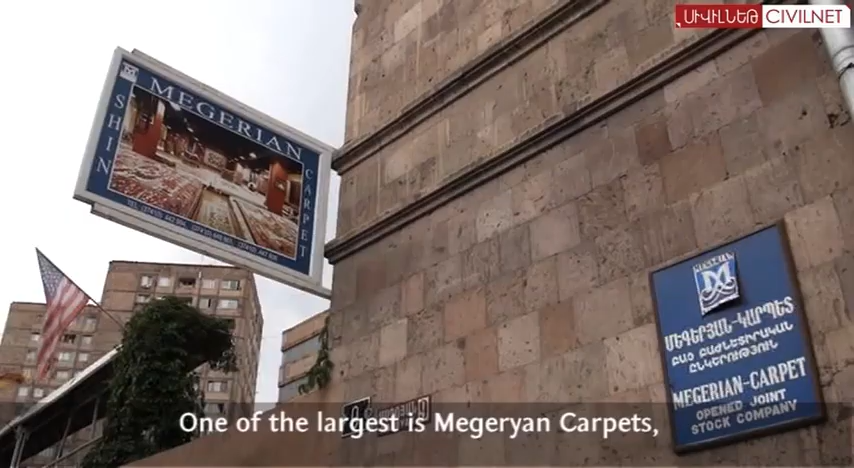 ՍԻՎԻԼՆԵԹ CIVILNET
MEGERIAN
SHIN
CARPET
ՄԵԳԵՐՅԱՆ-ԿԱՐՊԵՏ
ԲԱՑ ԲԱԺՆԵՏԻՐԱԿԱՆ
ԸՆԿԵՐՈՒԹՅՈՒՆ
MEGERIAN-CARPET
OPENED JOINT
STOCK COMPANY
One of the largest is Megeryan Carpets,